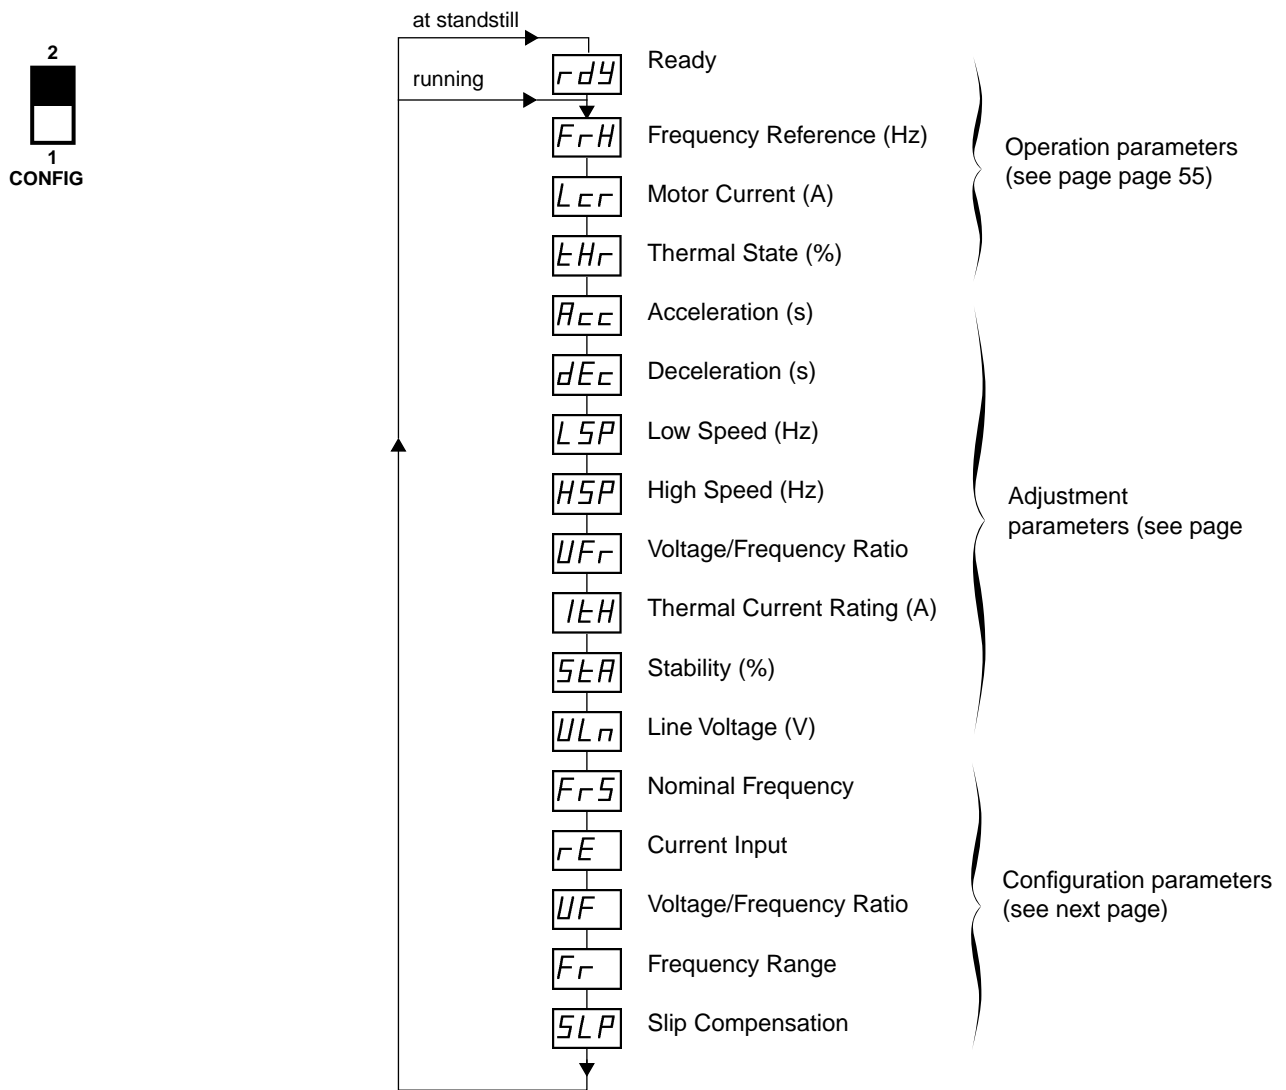 at standstill
2
rdY Ready
running
FrH Frequency Reference (Hz)
Operation parameters
(see page page 55)
1
CONFIG
Lcr Motor Current (A)
tHr Thermal State (%)
Acc Acceleration (s)
dEc Deceleration (s)
LSP Low Speed (Hz)
HSP High Speed (Hz)
Adjustment
parameters (see page
UFr Voltage/Frequency Ratio
ItH Thermal Current Rating (A)
StA Stability (%)
ULn Line Voltage (V)
FrS Nominal Frequency
rE Current Input
Configuration parameters
(see next page)
UF Voltage/Frequency Ratio
Fr Frequency Range
SLP Slip Compensation